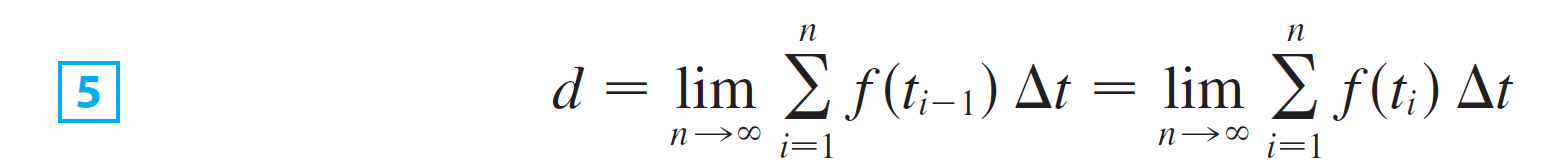 5 d = lim_{n→∞} ∑_{i=1}^{n} f(t_{i−1}) Δt = lim_{n→∞} ∑_{i=1}^{n} f(t_i) Δt